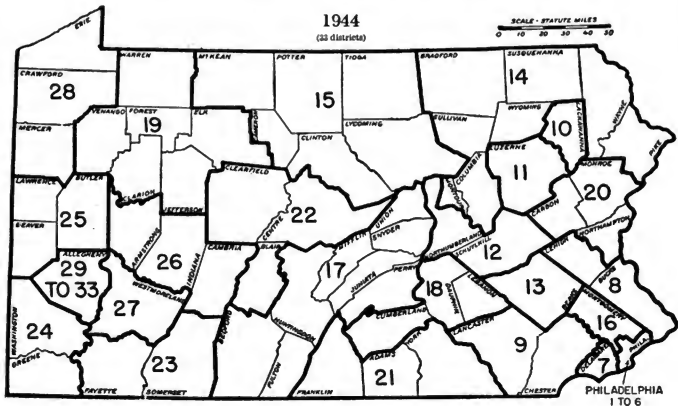 1944
(33 districts)
SCALE - STATUTE MILES
0 10 20 30 40 50
ERIE
WARREN
McKEAN
POTTER
TIOGA
BRADFORD
SUSQUEHANNA
CRAWFORD
28
15
14
WAYNE
VENANGO
FOREST
ELK
CAMERON
19
SULLIVAN
WYOMING
LACKAWANNA
10
PIKE
MERCER
CLINTON
LYCOMING
COLUMBIA
MONTOUR
LUZERNE
11
MONROE
20
LAWRENCE
BUTLER
CLARION
CLEARFIELD
JEFFERSON
CENTRE
22
UNION
SNYDER
NORTHUMBERLAND
CARBON
NORTHAMPTON
BEAVER
25
ARMSTRONG
26
INDIANA
CAMBRIA
BLAIR
MIFFLIN
17
JUNIATA
PERRY
SCHUYLKILL
12
LEHIGH
ALLEGHENY
29
TO 33
WESTMORELAND
27
DAUPHIN
18
LEBANON
13
BERKS
BUCKS
8
MONTGOMERY
16
WASHINGTON
24
GREENE
FAYETTE
23
SOMERSET
BEDFORD
HUNTINGDON
FULTON
FRANKLIN
CUMBERLAND
ADAMS
YORK
21
LANCASTER
9
CHESTER
DELAWARE
7
PHILA.
PHILADELPHIA
1 TO 6